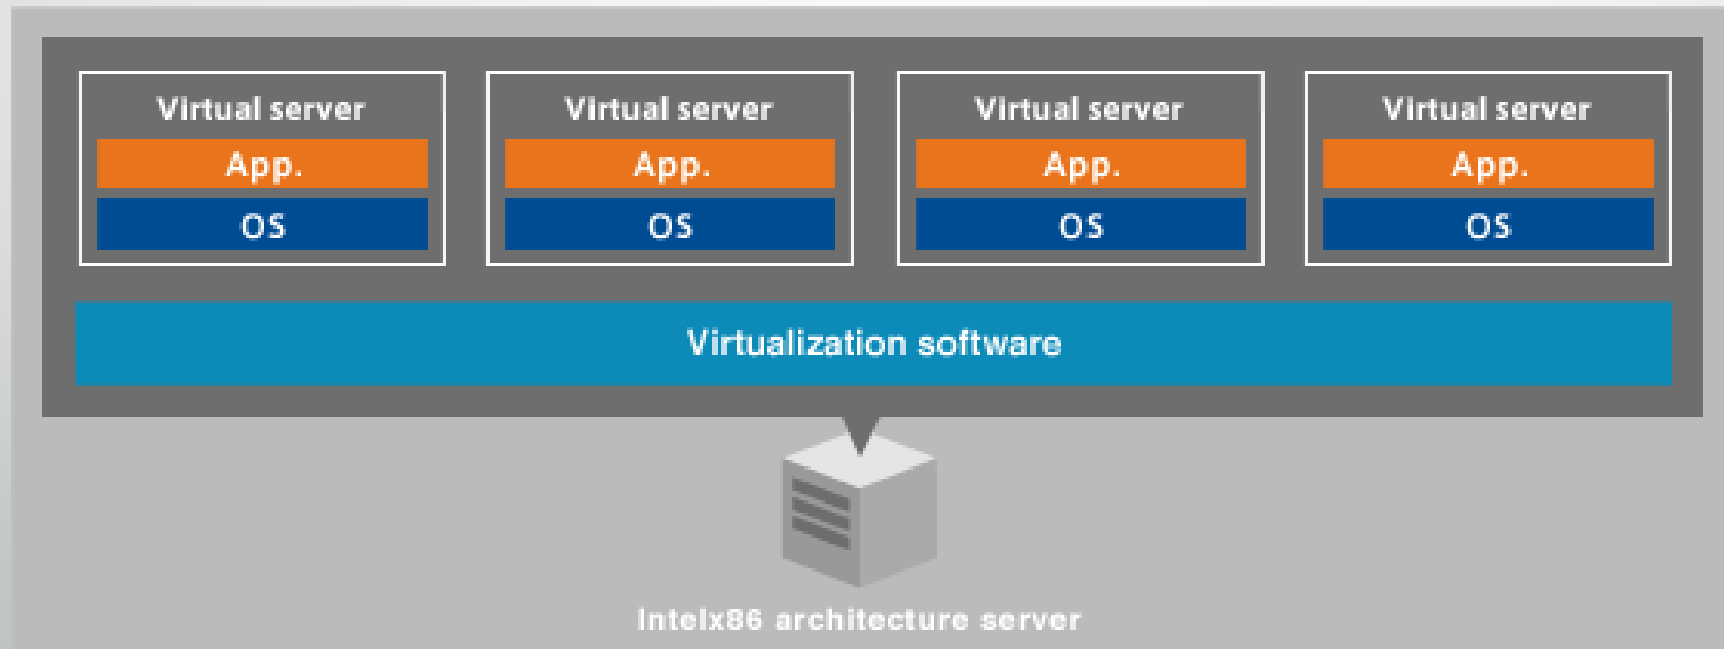 Virtual server Virtual server Virtual server Virtual server
App. App. App. App.
OS OS OS OS
Virtualization software
Intelx86 architecture server